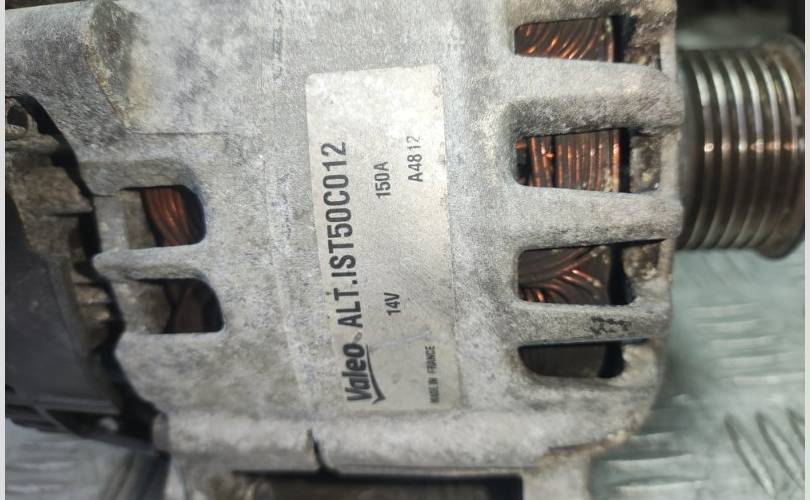 Valeo ALT.IST50C012
14V 150A
A4812
MADE IN FRANCE